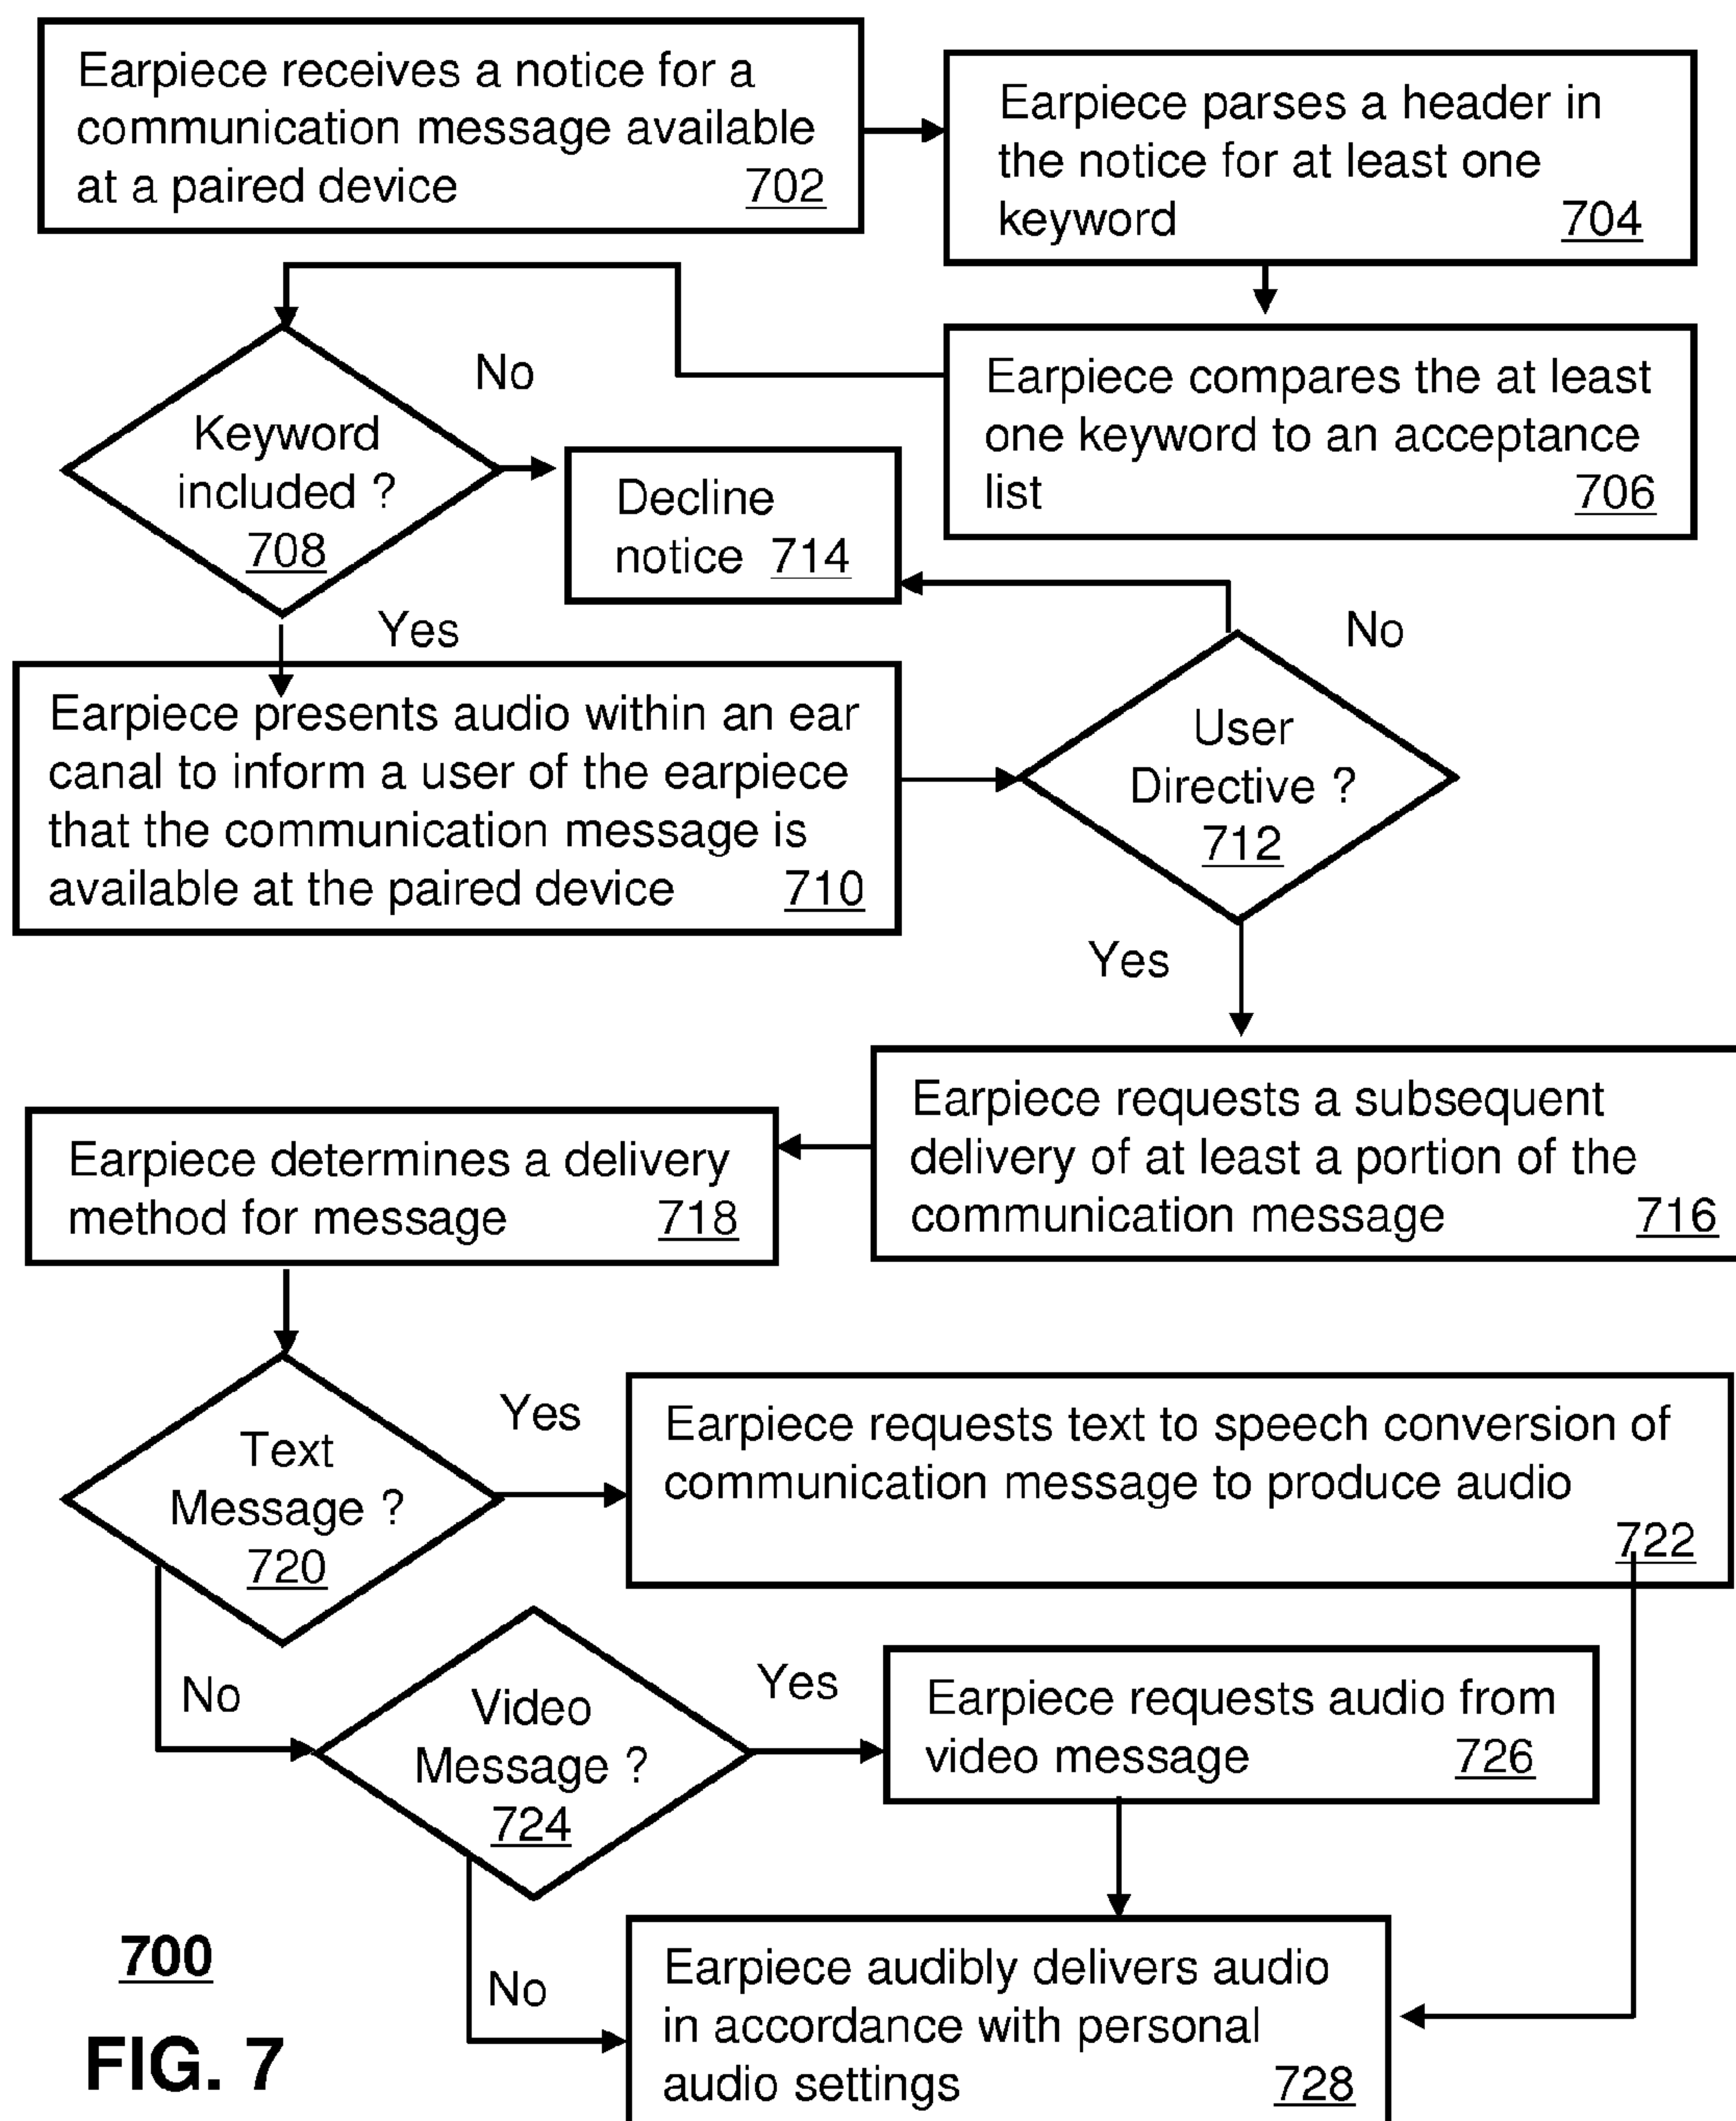 Earpiece receives a notice for a
communication message available
at a paired device 702
Earpiece parses a header in
the notice for at least one
keyword 704
Earpiece compares the at least
one keyword to an acceptance
list 706
Keyword
included ?
708
No
Decline
notice 714
Yes
Earpiece presents audio within an ear
canal to inform a user of the earpiece
that the communication message is
available at the paired device 710
User
Directive ?
712
No
Yes
Earpiece requests a subsequent
delivery of at least a portion of the
communication message 716
Earpiece determines a delivery
method for message 718
Text
Message ?
720
Yes
Earpiece requests text to speech conversion of
communication message to produce audio
722
No
Video
Message ?
724
Yes
Earpiece requests audio from
video message 726
No
Earpiece audibly delivers audio
in accordance with personal
audio settings 728
700
FIG. 7